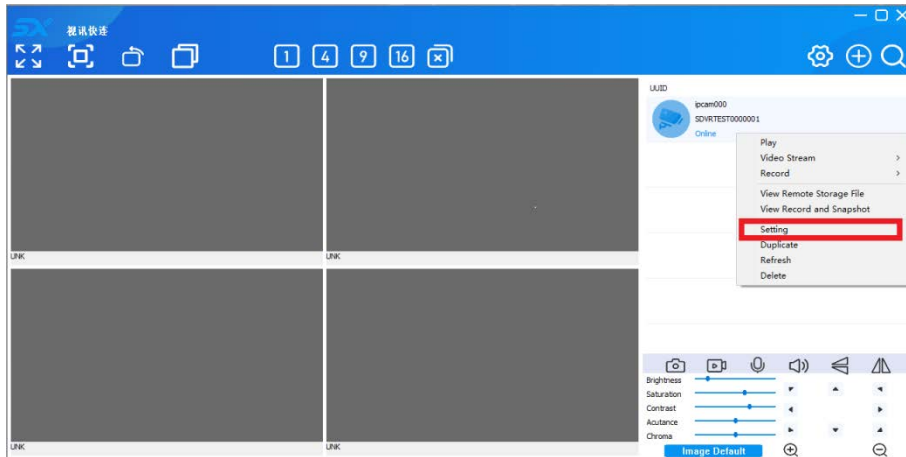 SX 视讯快连
1 4 9 16
UUID
ipcam000
SDVRTEST0000001
Online
Play
Video Stream
Record
View Remote Storage File
View Record and Snapshot
Setting
Duplicate
Refresh
Delete
UNK
UNK
Brightness
Saturation
Contrast
Acutance
Chroma
Image Default
UNK
UNK